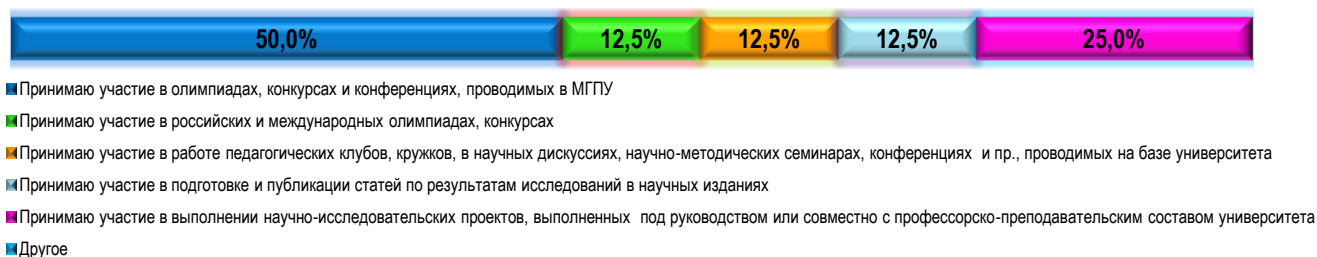 50,0% 12,5% 12,5% 12,5% 25,0%
Принимаю участие в олимпиадах, конкурсах и конференциях, проводимых в МГПУ
Принимаю участие в российских и международных олимпиадах, конкурсах
Принимаю участие в работе педагогических клубов, кружков, в научных дискуссиях, научно-методических семинарах, конференциях и пр., проводимых на базе университета
Принимаю участие в подготовке и публикации статей по результатам исследований в научных изданиях
Принимаю участие в выполнении научно-исследовательских проектов, выполненных под руководством или совместно с профессорско-преподавательским составом университета
Другое